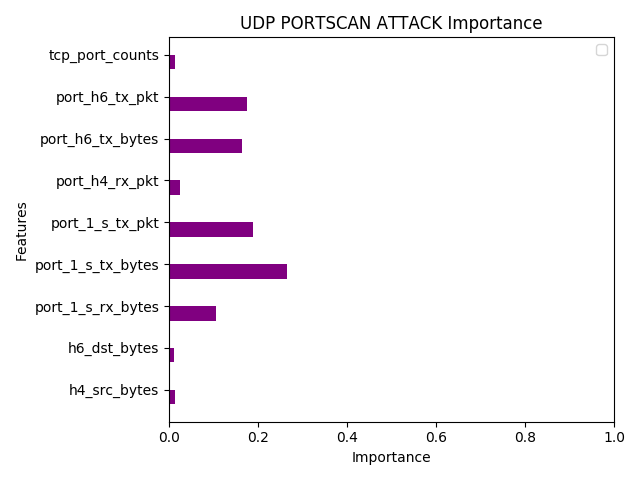 UDP PORTSCAN ATTACK Importance
tcp_port_counts
port_h6_tx_pkt
port_h6_tx_bytes
port_h4_rx_pkt
port_1_s_tx_pkt
port_1_s_tx_bytes
port_1_s_rx_bytes
h6_dst_bytes
h4_src_bytes
Features
0.0 0.2 0.4 0.6 0.8 1.0
Importance